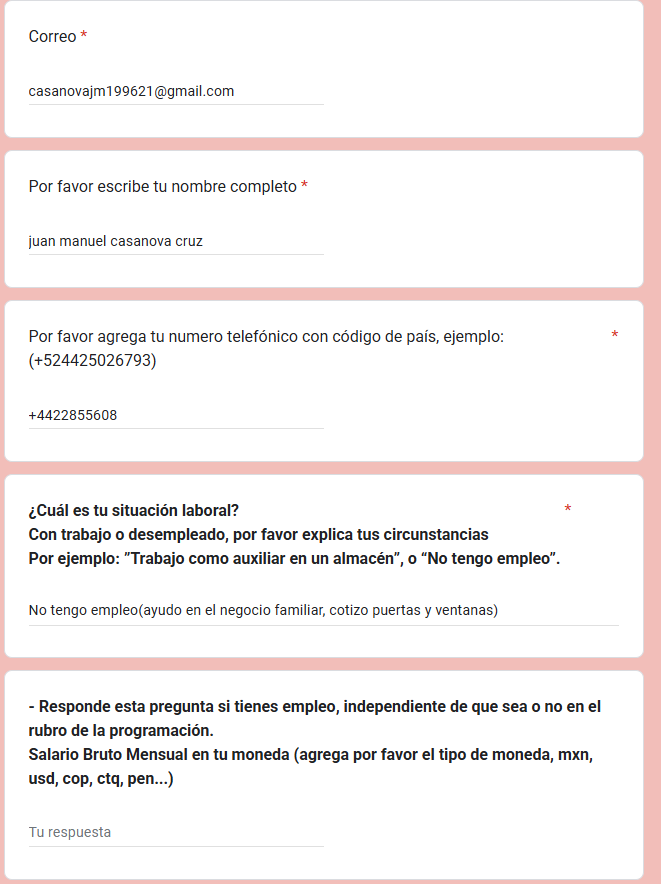 Correo *
casanovajm199621@gmail.com
Por favor escribe tu nombre completo *
juan manuel casanova cruz
Por favor agrega tu numero telefónico con código de país, ejemplo: *
(+524425026793)
+4422855608
¿Cuál es tu situación laboral? *
Con trabajo o desempleado, por favor explica tus circunstancias
Por ejemplo: ”Trabajo como auxiliar en un almacén”, o “No tengo empleo”.
No tengo empleo(ayudo en el negocio familiar, cotizo puertas y ventanas)
- Responde esta pregunta si tienes empleo, independiente de que sea o no en el
rubro de la programación.
Salario Bruto Mensual en tu moneda (agrega por favor el tipo de moneda, mxn,
usd, cop, ctq, pen...)
Tu respuesta